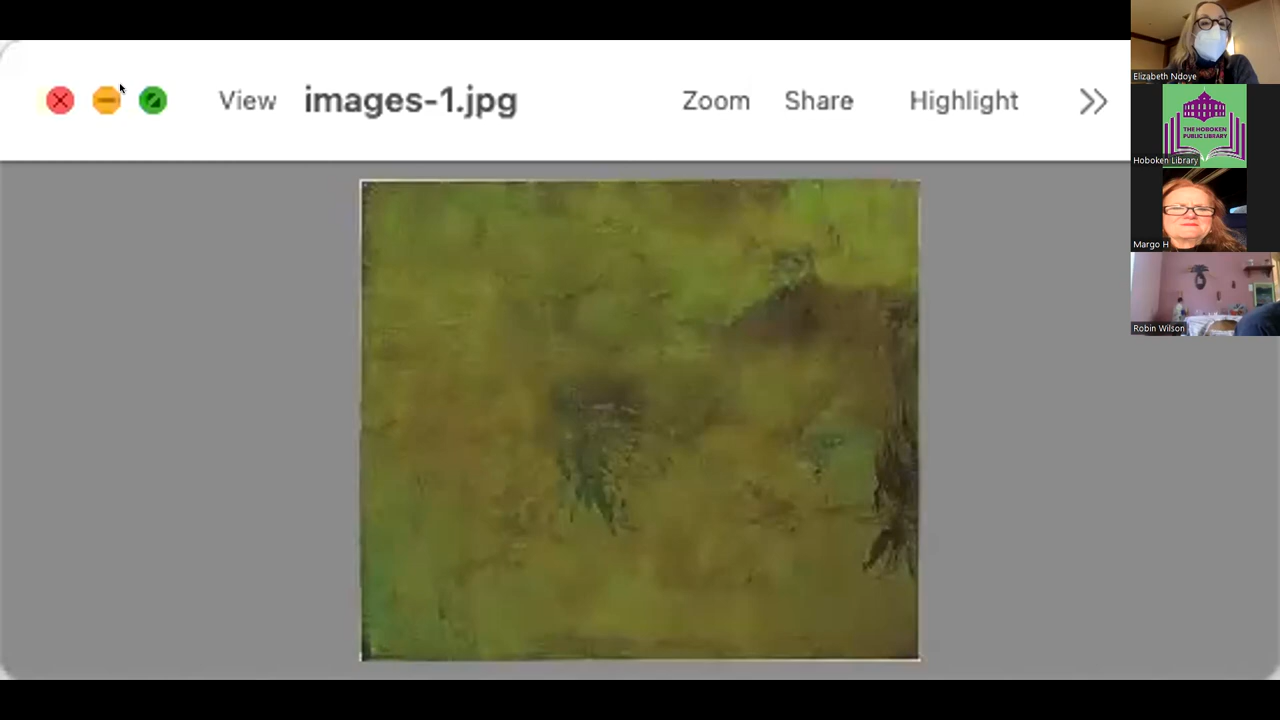 View images-1.jpg Zoom Share Highlight
Elizabeth Ndoye
THE HOBOKEN
PUBLIC LIBRARY
Hoboken Library
Margo H
Robin Wilson